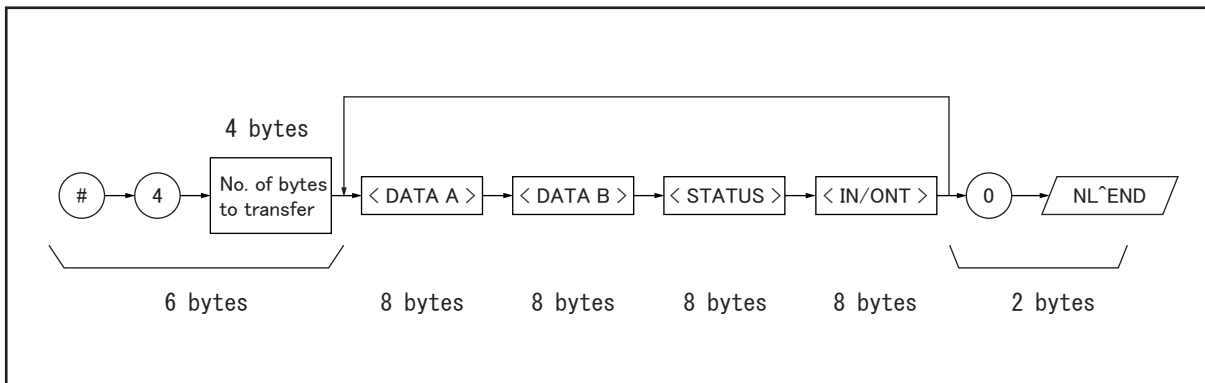 4 bytes
# 4 No. of bytes < DATA A > < DATA B > < STATUS > < IN/ONT > 0 NL^END
to transfer
6 bytes 8 bytes 8 bytes 8 bytes 8 bytes 2 bytes